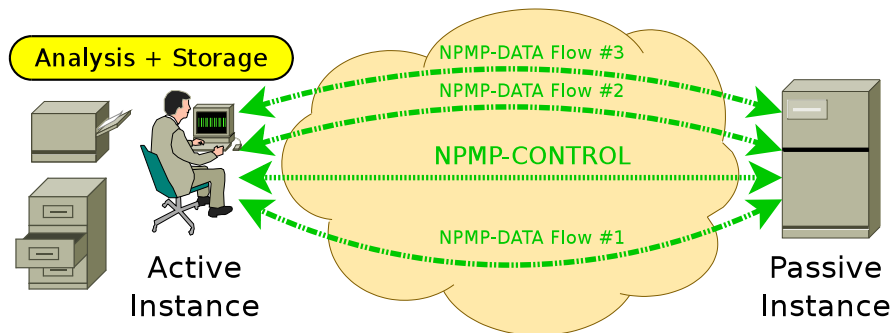 Analysis + Storage
NPMP-DATA Flow #3
NPMP-DATA Flow #2
NPMP-CONTROL
NPMP-DATA Flow #1
Active
Instance
Passive
Instance